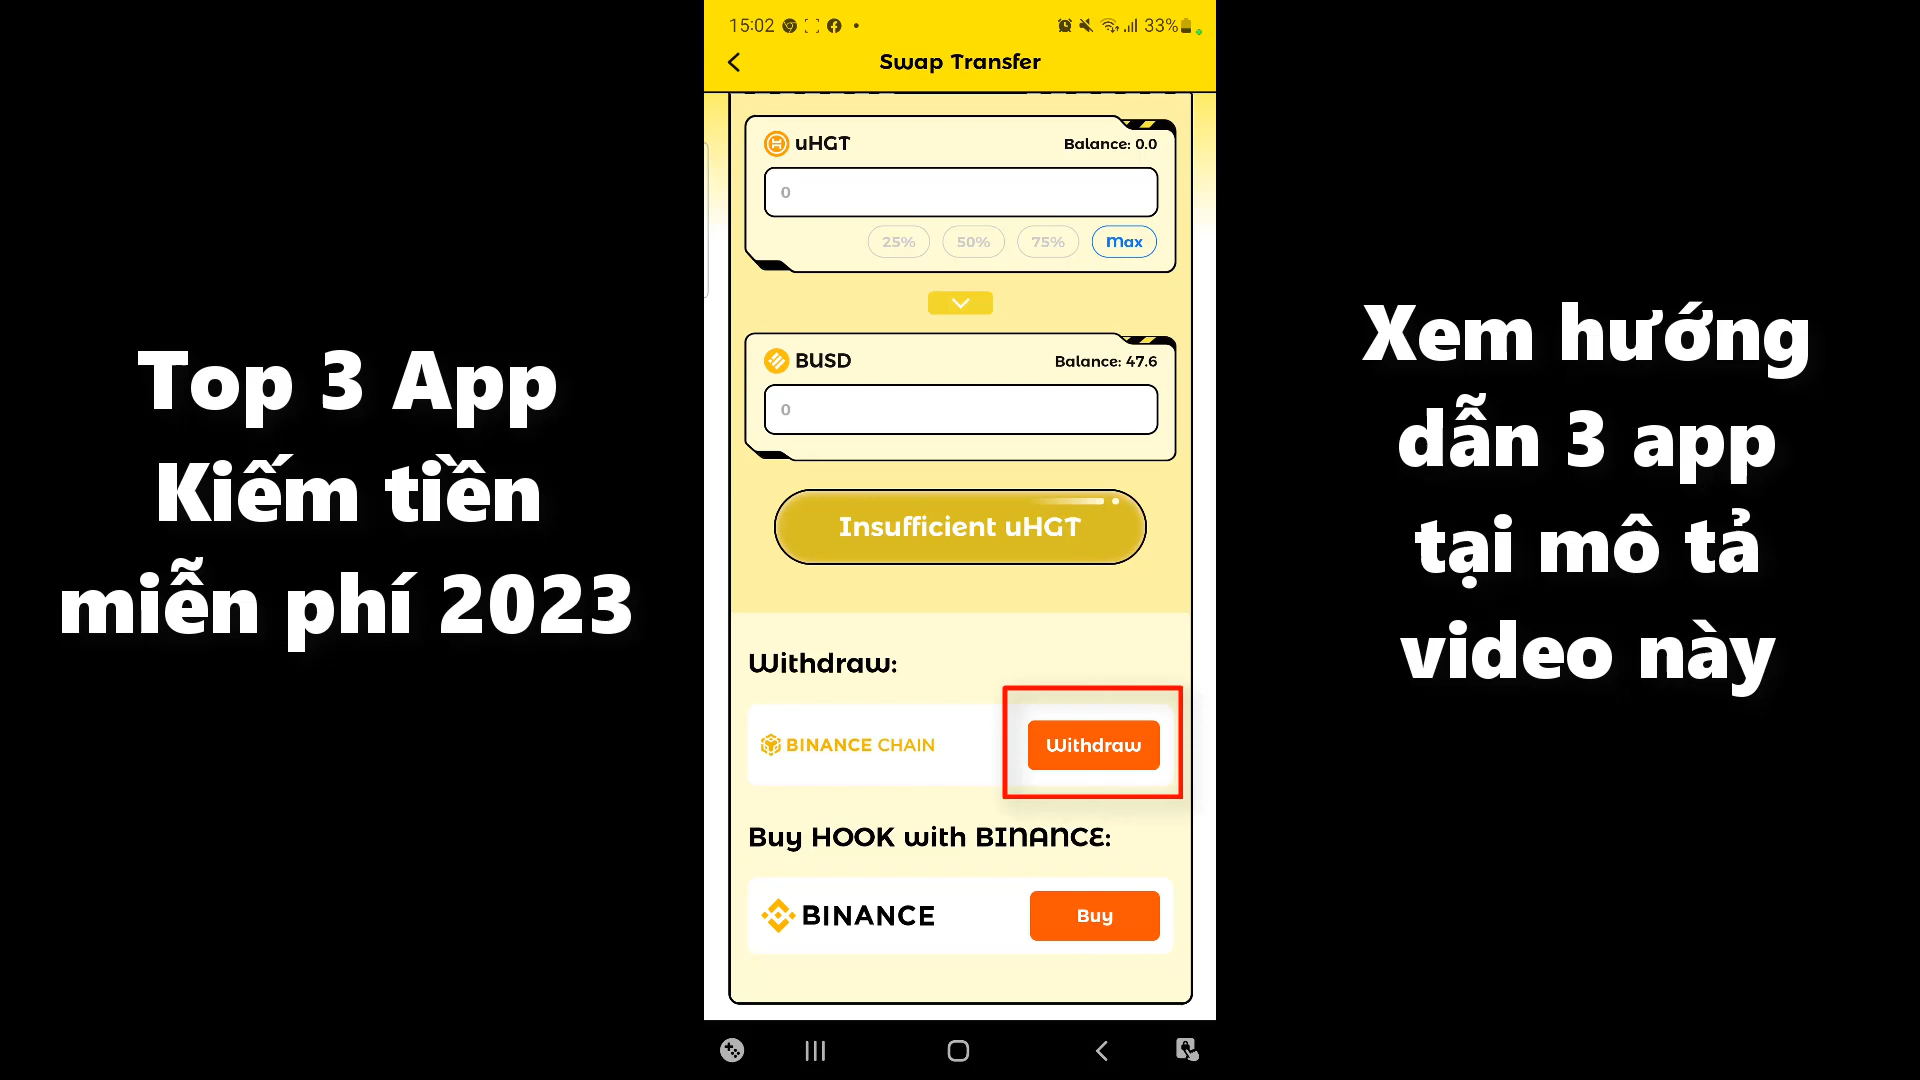 Top 3 App
Kiếm tiền
miễn phí 2023
15:02
33%
Swap Transfer
uHGT
Balance: 0.0
0
25%
50%
75%
Max
BUSD
Balance: 47.6
0
Insufficient uHGT
Withdraw:
BINANCE CHAIN
Withdraw
Buy HOOK with BINANCE:
BINANCE
Buy
Xem hướng
dẫn 3 app
tại mô tả
video này